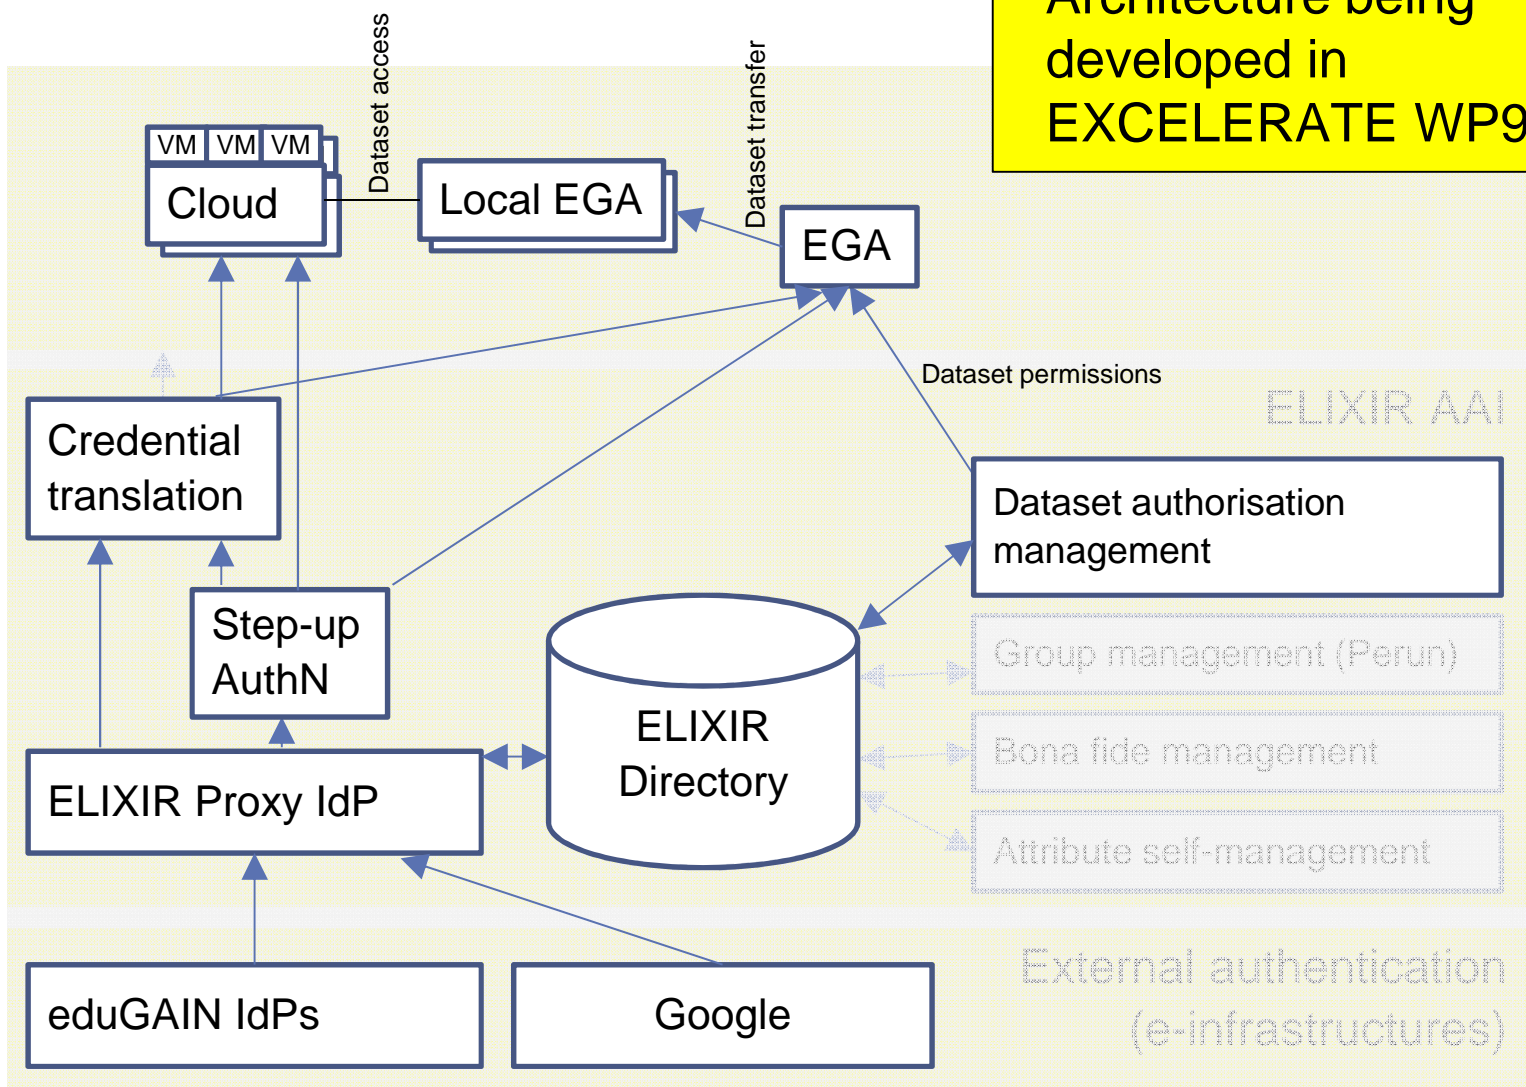 Architecture being
developed in
EXCELERATE WP9
Dataset access
Dataset transfer
VM VM VM
Cloud
Local EGA
EGA
Dataset permissions
ELIXIR AAI
Credential
translation
Dataset authorisation
management
Step-up
AuthN
Group management (Perun)
ELIXIR
Directory
Bona fide management
ELIXIR Proxy IdP
Attribute self-management
External authentication
(e-infrastructures)
eduGAIN IdPs
Google